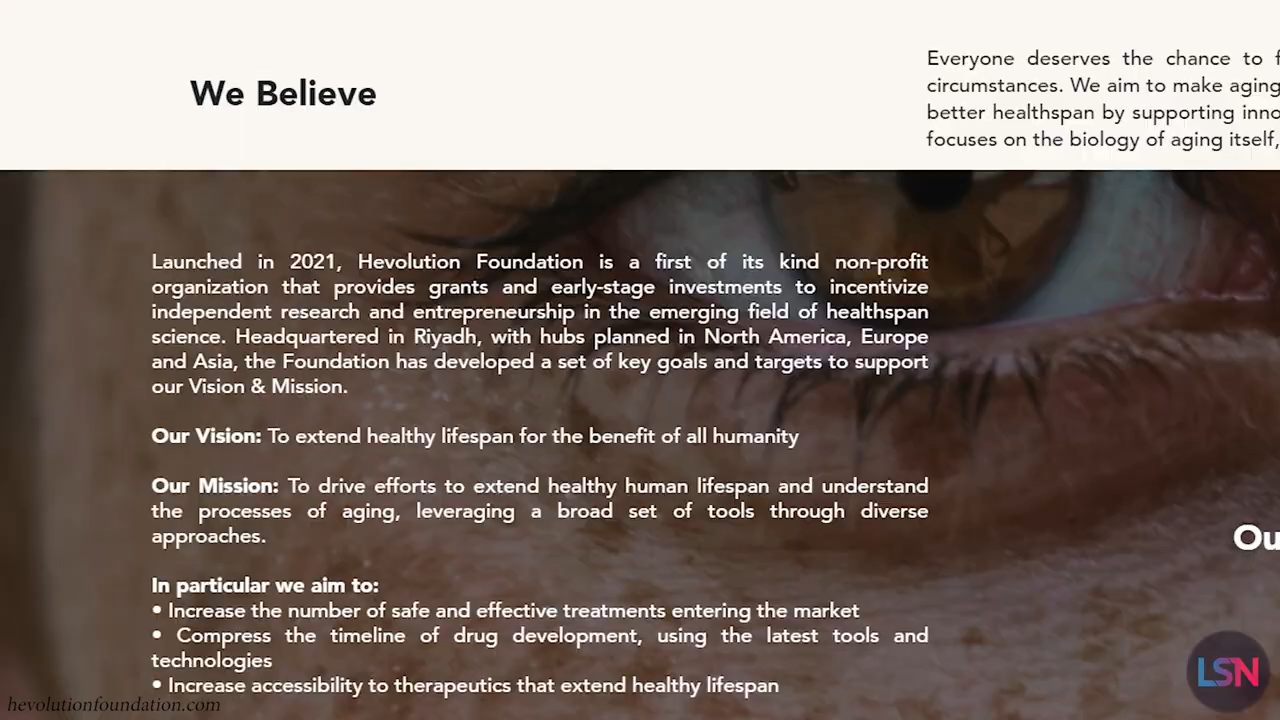 We Believe
Everyone deserves the chance to
circumstances. We aim to make aging
better healthspan by supporting
focuses on the biology of aging itself,
Launched in 2021, Hevolution Foundation is a first of its kind non-profit
organization that provides grants and early-stage investments to incentivize
independent research and entrepreneurship in the emerging field of healthspan
science. Headquartered in Riyadh, with hubs planned in North America, Europe
and Asia, the Foundation has developed a set of key goals and targets to support
our Vision & Mission.
Our Vision: To extend healthy lifespan for the benefit of all humanity
Our Mission: To drive efforts to extend healthy human lifespan and understand
the processes of aging, leveraging a broad set of tools through diverse
approaches.
In particular we aim to:
• Increase the number of safe and effective treatments entering the market
• Compress the timeline of drug development, using the latest tools and
technologies
• Increase accessibility to therapeutics that extend healthy lifespan
hevolutionfoundation.com
LSN